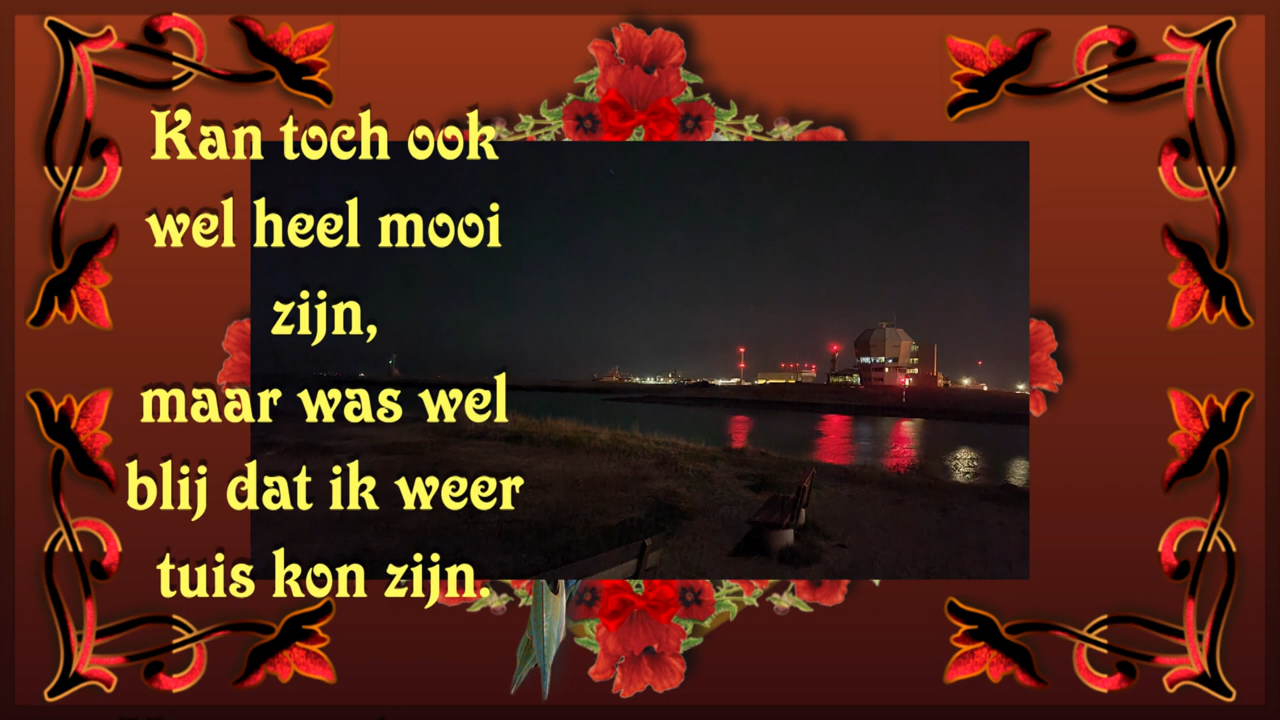 Kan toch ook
wel heel mooi
zijn,
maar was wel
blij dat ik weer
tuis kon zijn.